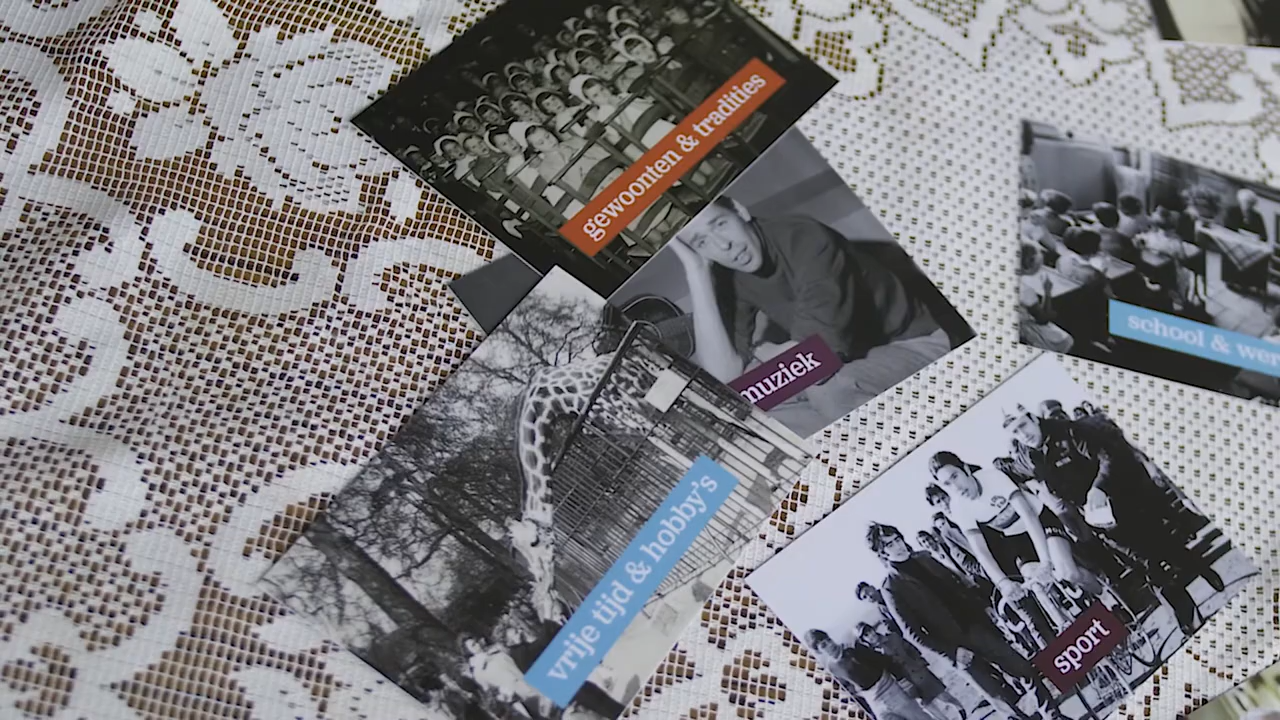 gewoonten & tradities
muziek
school & wer
vrije tijd & hobby's
sport